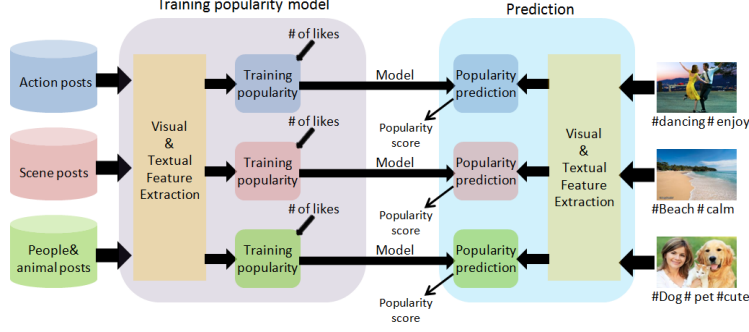 Training popularity model
Prediction
# of likes
Action posts
Training
popularity
Model
Popularity
prediction
#dancing # enjoy
Popularity
score
# of likes
Visual
&
Textual
Feature
Extraction
Scene posts
Training
popularity
Model
Popularity
prediction
Visual
&
Textual
Feature
Extraction
#Beach # calm
Popularity
score
# of likes
People&
animal posts
Training
popularity
Model
Popularity
prediction
#Dog # pet #cute
Popularity
score